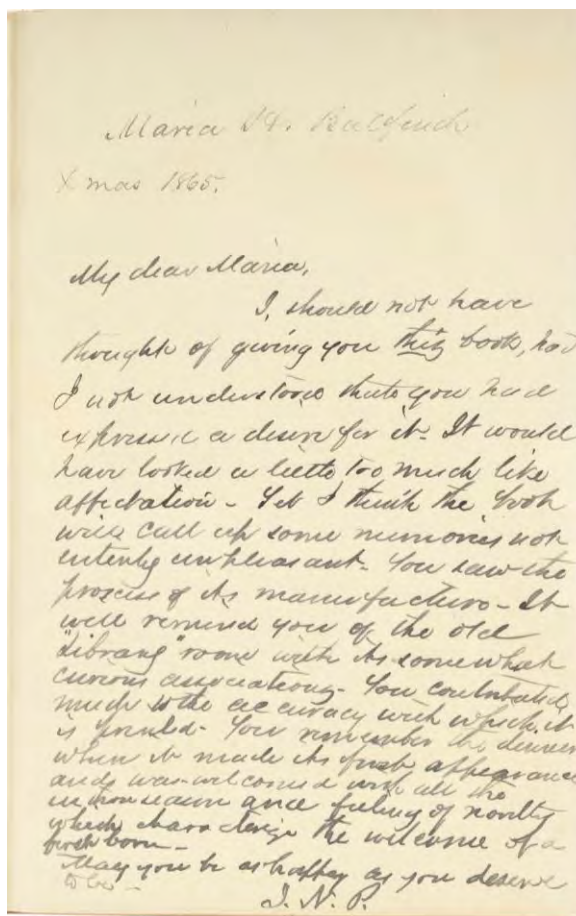 Maria H. Bulfinch
Xmas 1865.
My dear Maria,
I, should not have
thought of giving you this book, had
I not understood that you had
expressed a desire for it. It would
have looked a little too much like
affectation - Yet I think the book
will call up some memories not
entirely unpleasant. You saw the
process of its manufacture - It
will remind you of the old
"Library" room with its somewhat
curious associations - You contributed
much to the accuracy with which it
is printed - You remember the
when it made its first appearance
and was welcomed with all the
enthusiasm and feeling of novelty
which characterize the welcome of a
first born -
May you be as happy as you deserve
to be -
J. N. P.